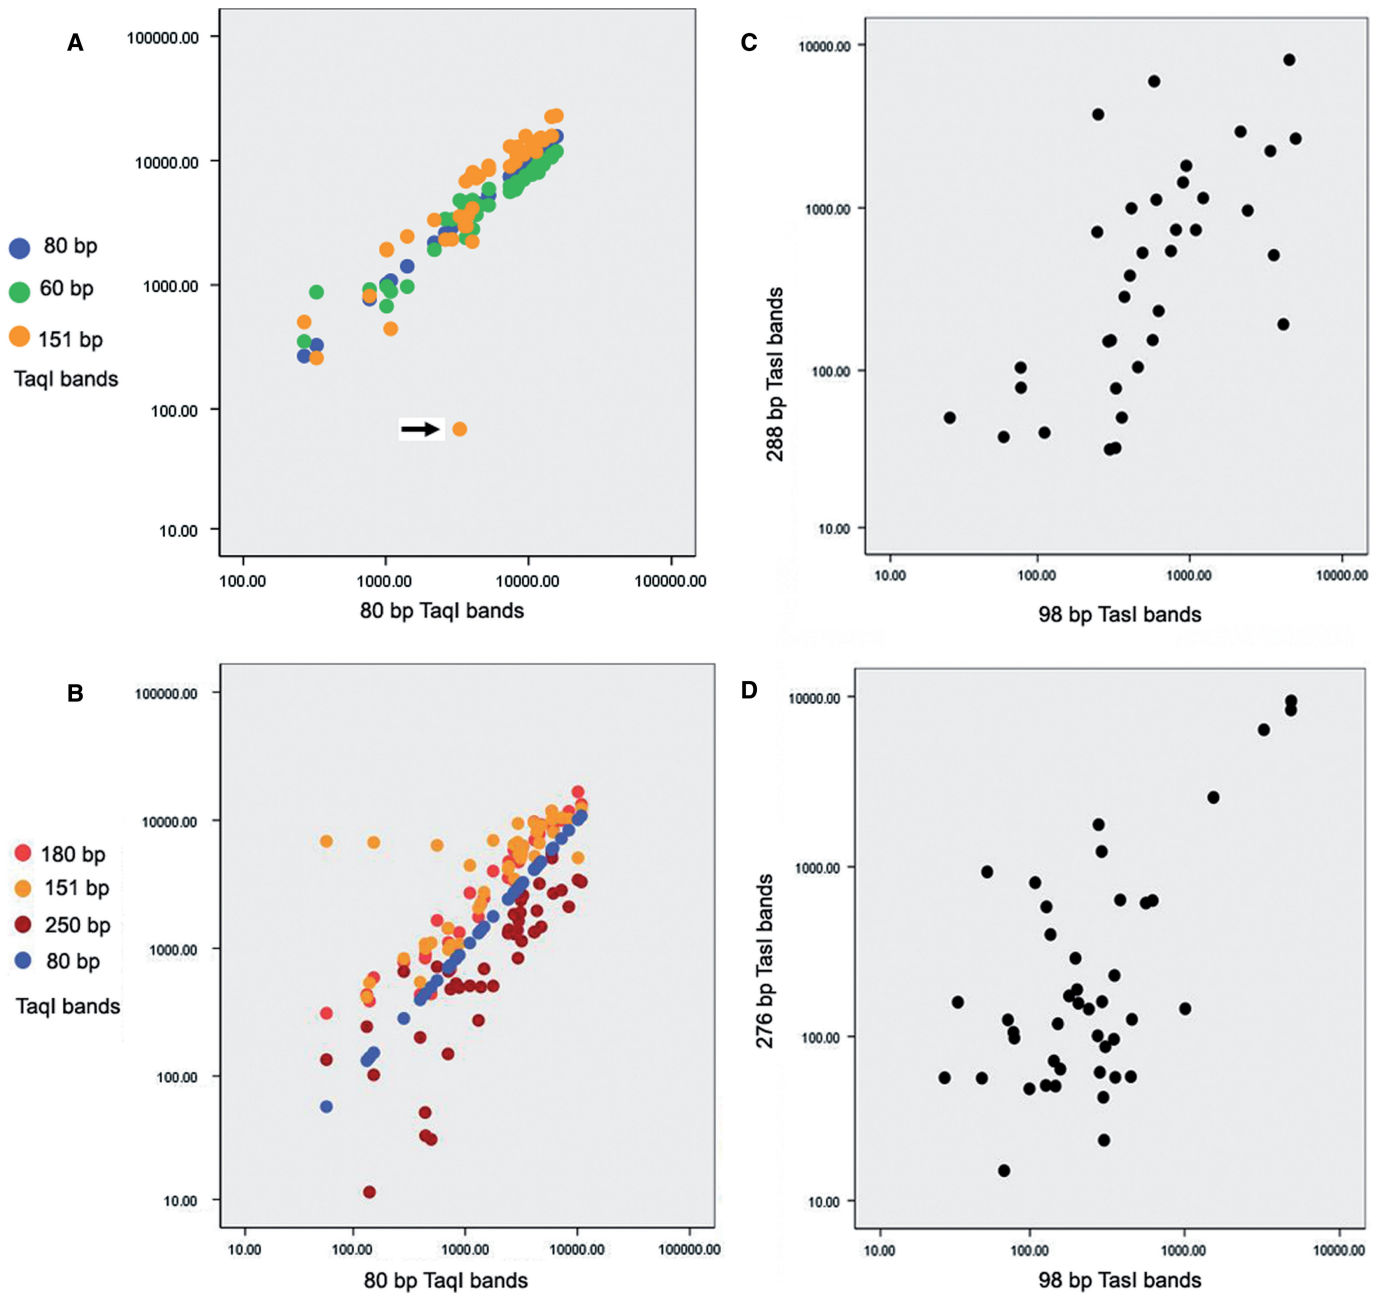 A
100000.00
10000.00
1000.00
100.00
10.00
80 bp
60 bp
151 bp
TaqI bands
100.00
1000.00
10000.00
100000.00
80 bp TaqI bands
C
10000.00
1000.00
100.00
10.00
288 bp TasI bands
10.00
100.00
1000.00
10000.00
98 bp TasI bands
B
100000.00
10000.00
1000.00
100.00
10.00
180 bp
151 bp
250 bp
80 bp
TaqI bands
10.00
100.00
1000.00
10000.00
100000.00
80 bp TaqI bands
D
10000.00
1000.00
100.00
10.00
276 bp TasI bands
10.00
100.00
1000.00
10000.00
98 bp TasI bands